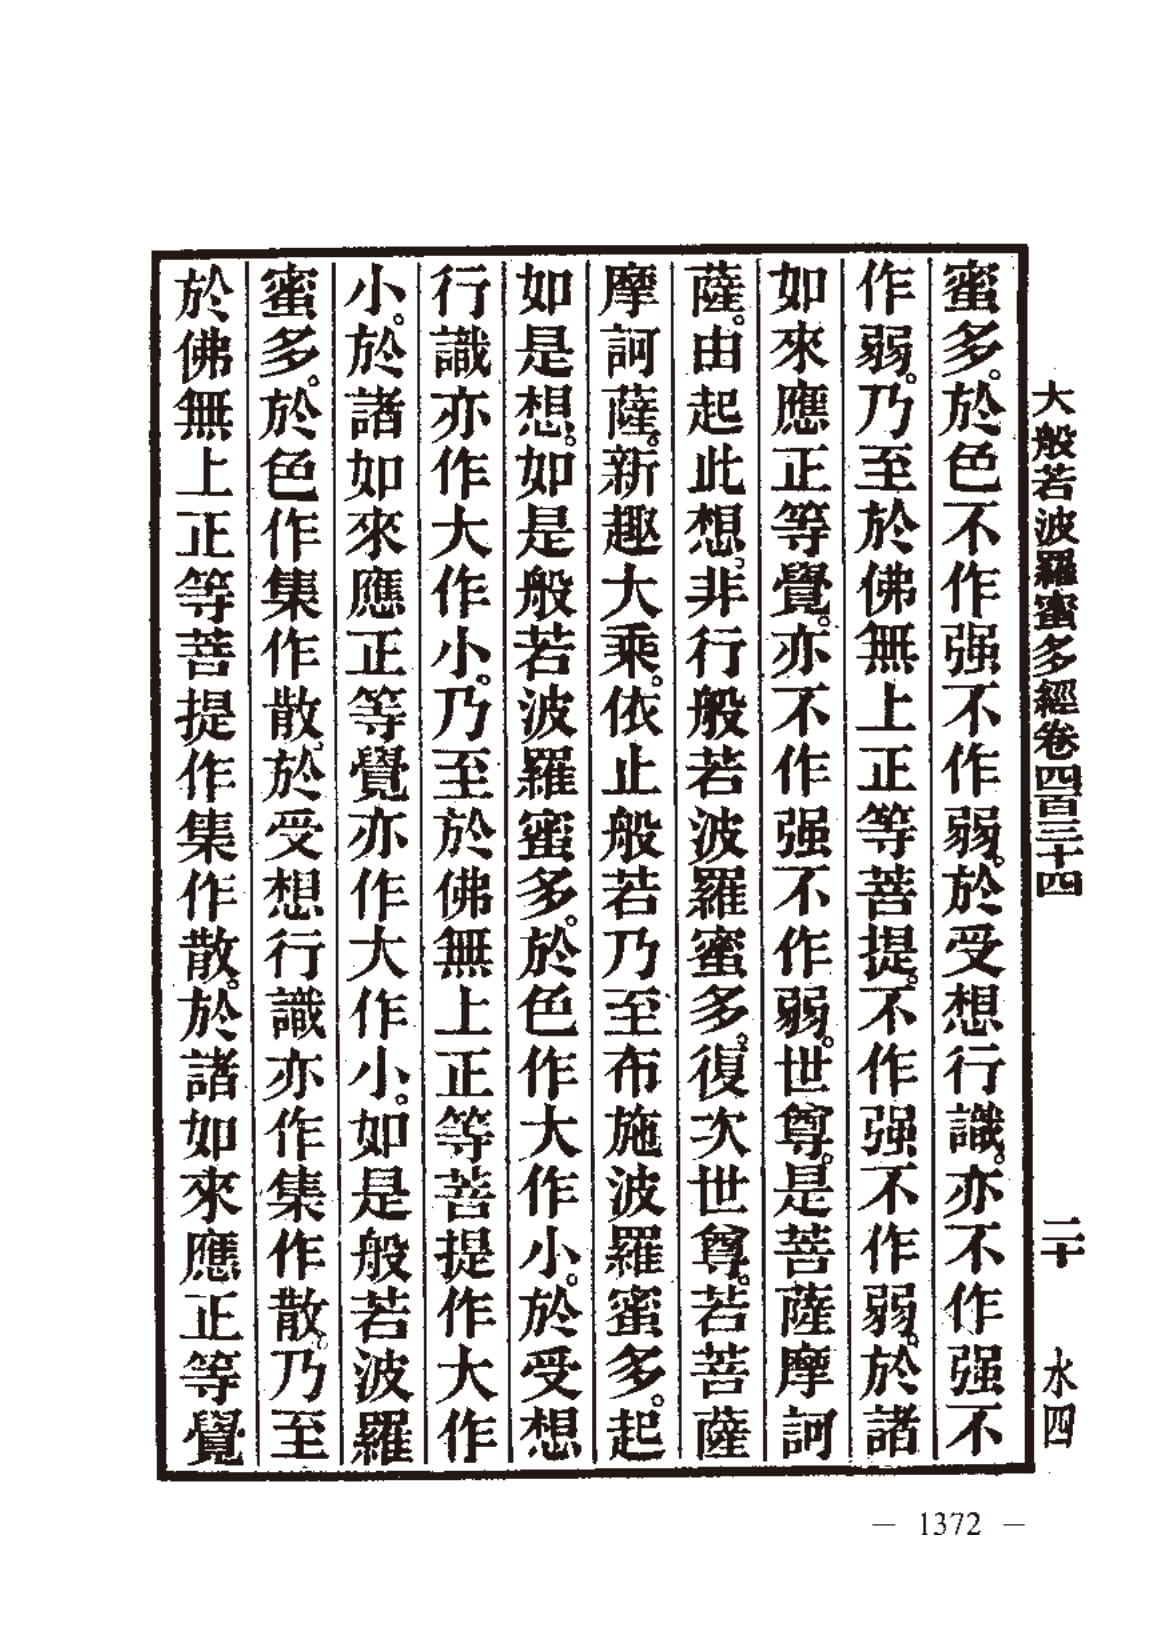 大般若波羅蜜多經卷四百三十四　二十　水四
蜜多。於色不作强不作弱。於受想行識。亦不作强不
作弱。乃至於佛無上正等菩提。不作强不作弱。於諸
如來應正等覺。亦不作强不作弱。世尊。是菩薩摩訶
薩。由起此想。非行般若波羅蜜多。復次世尊。若菩薩
摩訶薩。新趣大乘。依止般若乃至布施波羅蜜多。起
如是想。如是般若波羅蜜多。於色作大作小。於受想
行識亦作大作小。乃至於佛無上正等菩提作大作
小。於諸如來應正等覺亦作大作小。如是般若波羅
蜜多。於色作集作散。於受想行識亦作集作散。乃至
於佛無上正等菩提作集作散。於諸如來應正等覺
— 1372 —